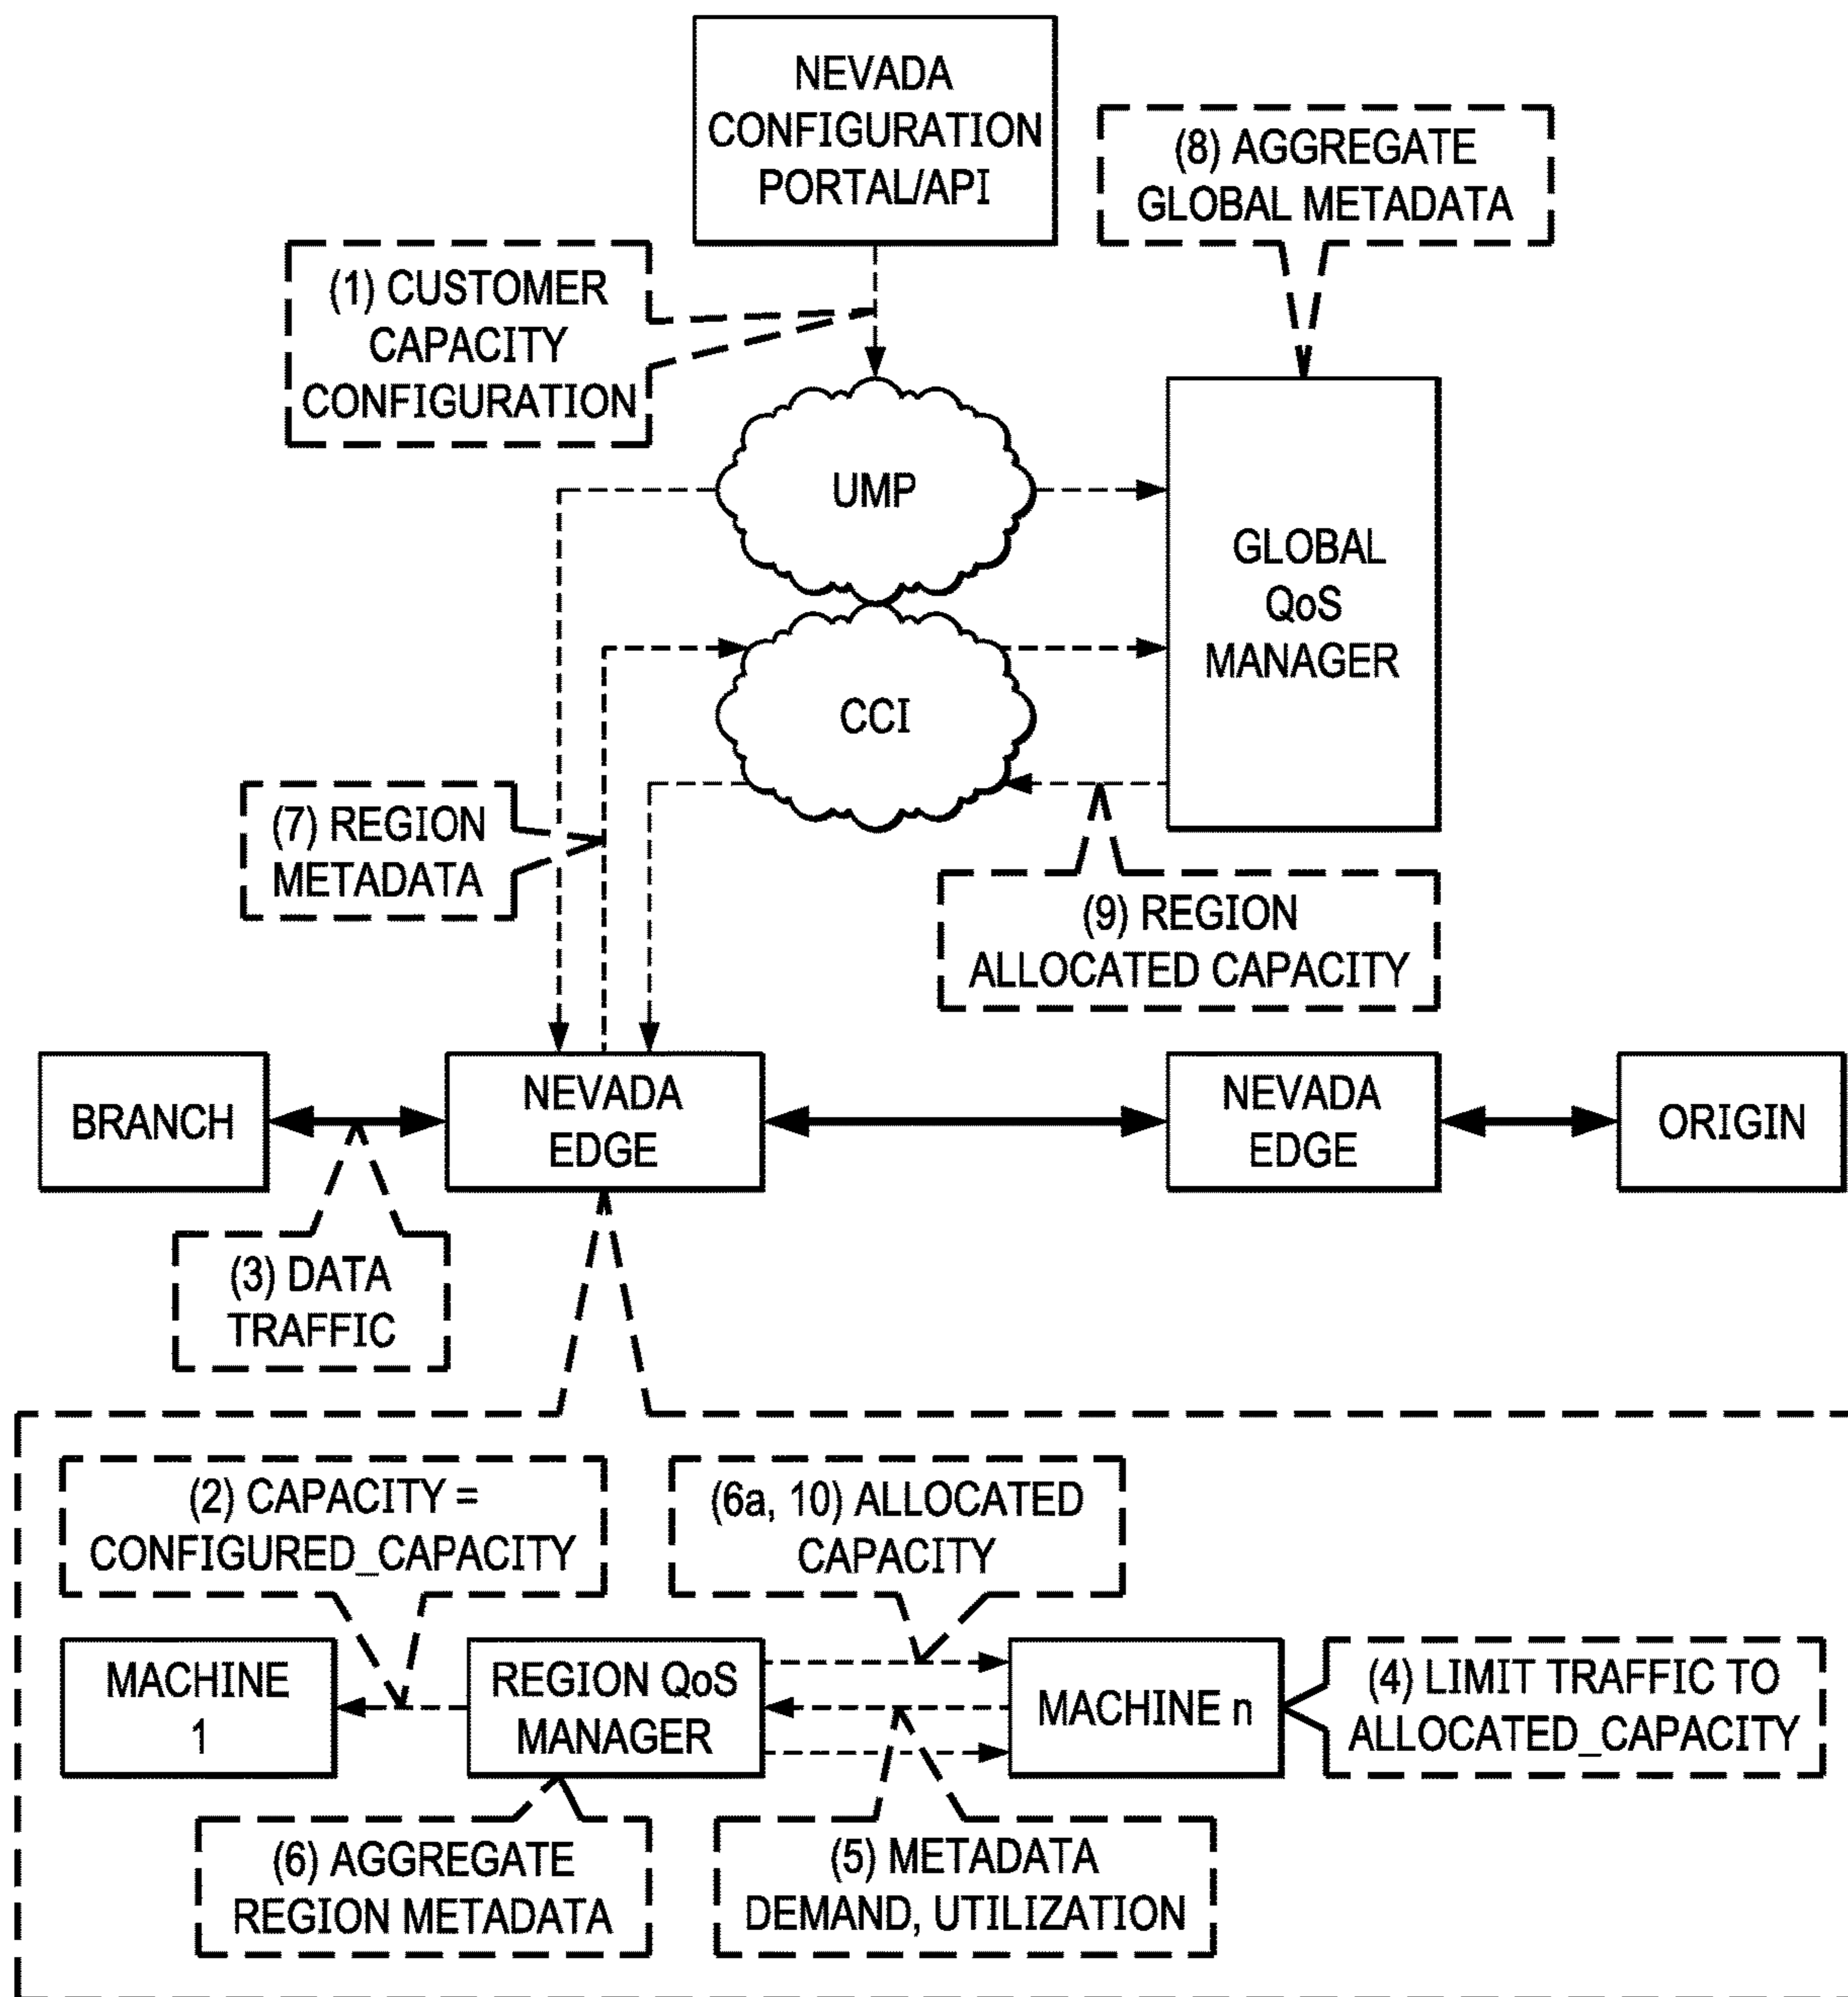 NEVADA
CONFIGURATION
PORTAL/API
(8) AGGREGATE
GLOBAL METADATA
(1) CUSTOMER
CAPACITY
CONFIGURATION
UMP
GLOBAL
QoS
MANAGER
CCI
(7) REGION
METADATA
(9) REGION
ALLOCATED CAPACITY
BRANCH
NEVADA
EDGE
NEVADA
EDGE
ORIGIN
(3) DATA
TRAFFIC
(2) CAPACITY =
CONFIGURED_CAPACITY
(6a, 10) ALLOCATED
CAPACITY
MACHINE
1
REGION QoS
MANAGER
MACHINE n
(4) LIMIT TRAFFIC TO
ALLOCATED_CAPACITY
(6) AGGREGATE
REGION METADATA
(5) METADATA
DEMAND, UTILIZATION